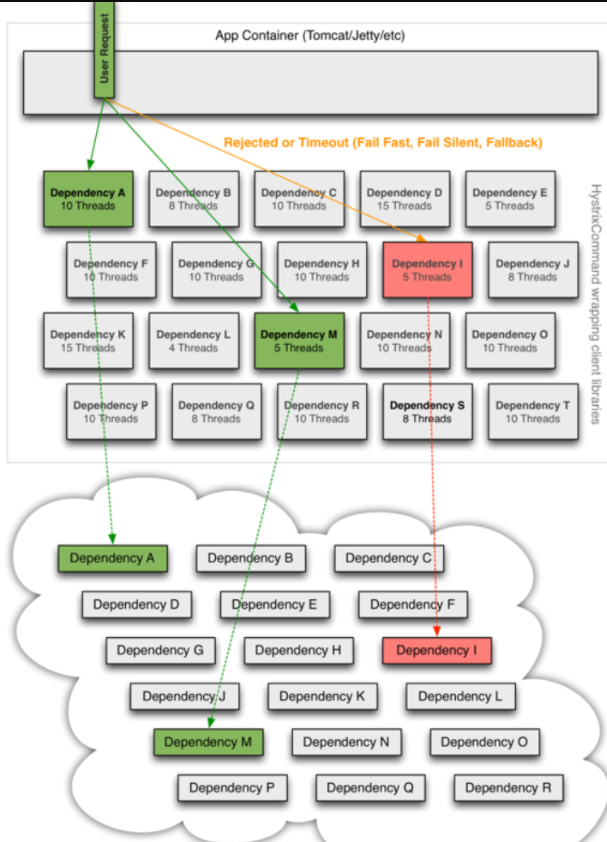 App Container (Tomcat/Jetty/etc)
User Request
Rejected or Timeout (Fail Fast, Fail Silent, Fallback)
Dependency A
10 Threads
Dependency B
8 Threads
Dependency C
10 Threads
Dependency D
15 Threads
Dependency E
5 Threads
Dependency F
10 Threads
Dependency G
10 Threads
Dependency H
10 Threads
Dependency I
5 Threads
Dependency J
8 Threads
Dependency K
15 Threads
Dependency L
4 Threads
Dependency M
5 Threads
Dependency N
10 Threads
Dependency O
10 Threads
Dependency P
10 Threads
Dependency Q
8 Threads
Dependency R
10 Threads
Dependency S
8 Threads
Dependency T
10 Threads
HystrixCommand wrapping client libraries
Dependency A
Dependency B
Dependency C
Dependency D
Dependency E
Dependency F
Dependency G
Dependency H
Dependency I
Dependency J
Dependency K
Dependency L
Dependency M
Dependency N
Dependency O
Dependency P
Dependency Q
Dependency R